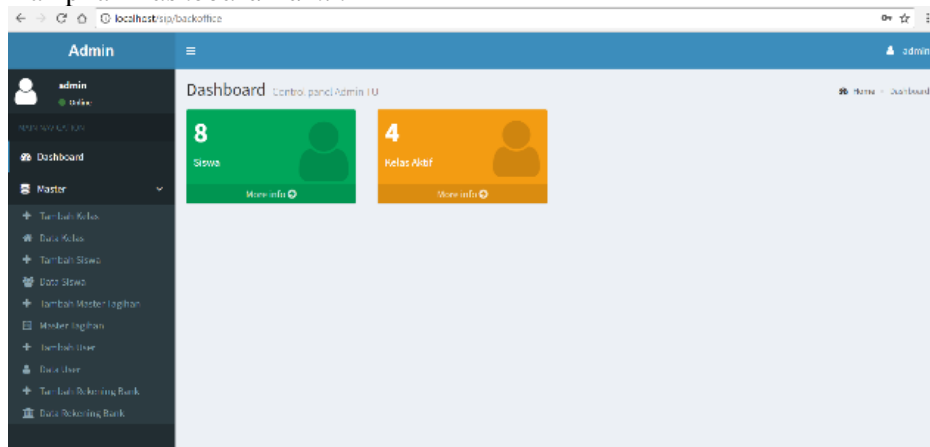 localhost/sip/backoffice
Admin
admin
admin
Online
MAIN NAVIGATION
Dashboard
Master
Tambah Kelas
Data Kelas
Tambah Siswa
Data Siswa
Tambah Master Tagihan
Master Tagihan
Tambah User
Data User
Tambah Rekening Bank
Data Rekening Bank
Dashboard Control panel Admin TU
Home > Dashboard
8
Siswa
More info
4
Kelas Aktif
More info